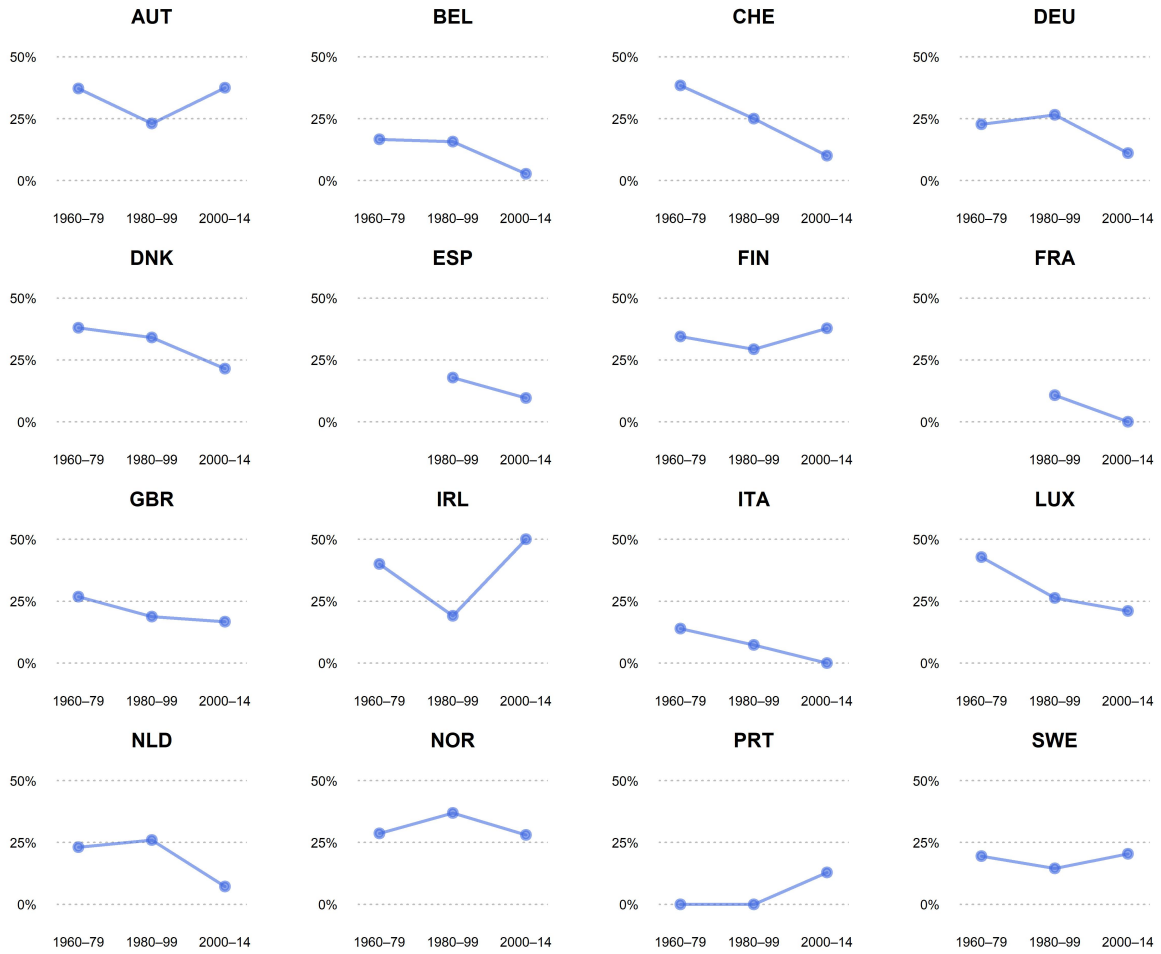 AUT BEL CHE DEU
50% 50% 50% 50%
25% 25% 25% 25%
0% 0% 0% 0%
1960–79 1980–99 2000–14 1960–79 1980–99 2000–14 1960–79 1980–99 2000–14 1960–79 1980–99 2000–14
DNK ESP FIN FRA
50% 50% 50% 50%
25% 25% 25% 25%
0% 0% 0% 0%
1960–79 1980–99 2000–14 1980–99 2000–14 1960–79 1980–99 2000–14 1980–99 2000–14
GBR IRL ITA LUX
50% 50% 50% 50%
25% 25% 25% 25%
0% 0% 0% 0%
1960–79 1980–99 2000–14 1960–79 1980–99 2000–14 1960–79 1980–99 2000–14 1960–79 1980–99 2000–14
NLD NOR PRT SWE
50% 50% 50% 50%
25% 25% 25% 25%
0% 0% 0% 0%
1960–79 1980–99 2000–14 1960–79 1980–99 2000–14 1960–79 1980–99 2000–14 1960–79 1980–99 2000–14